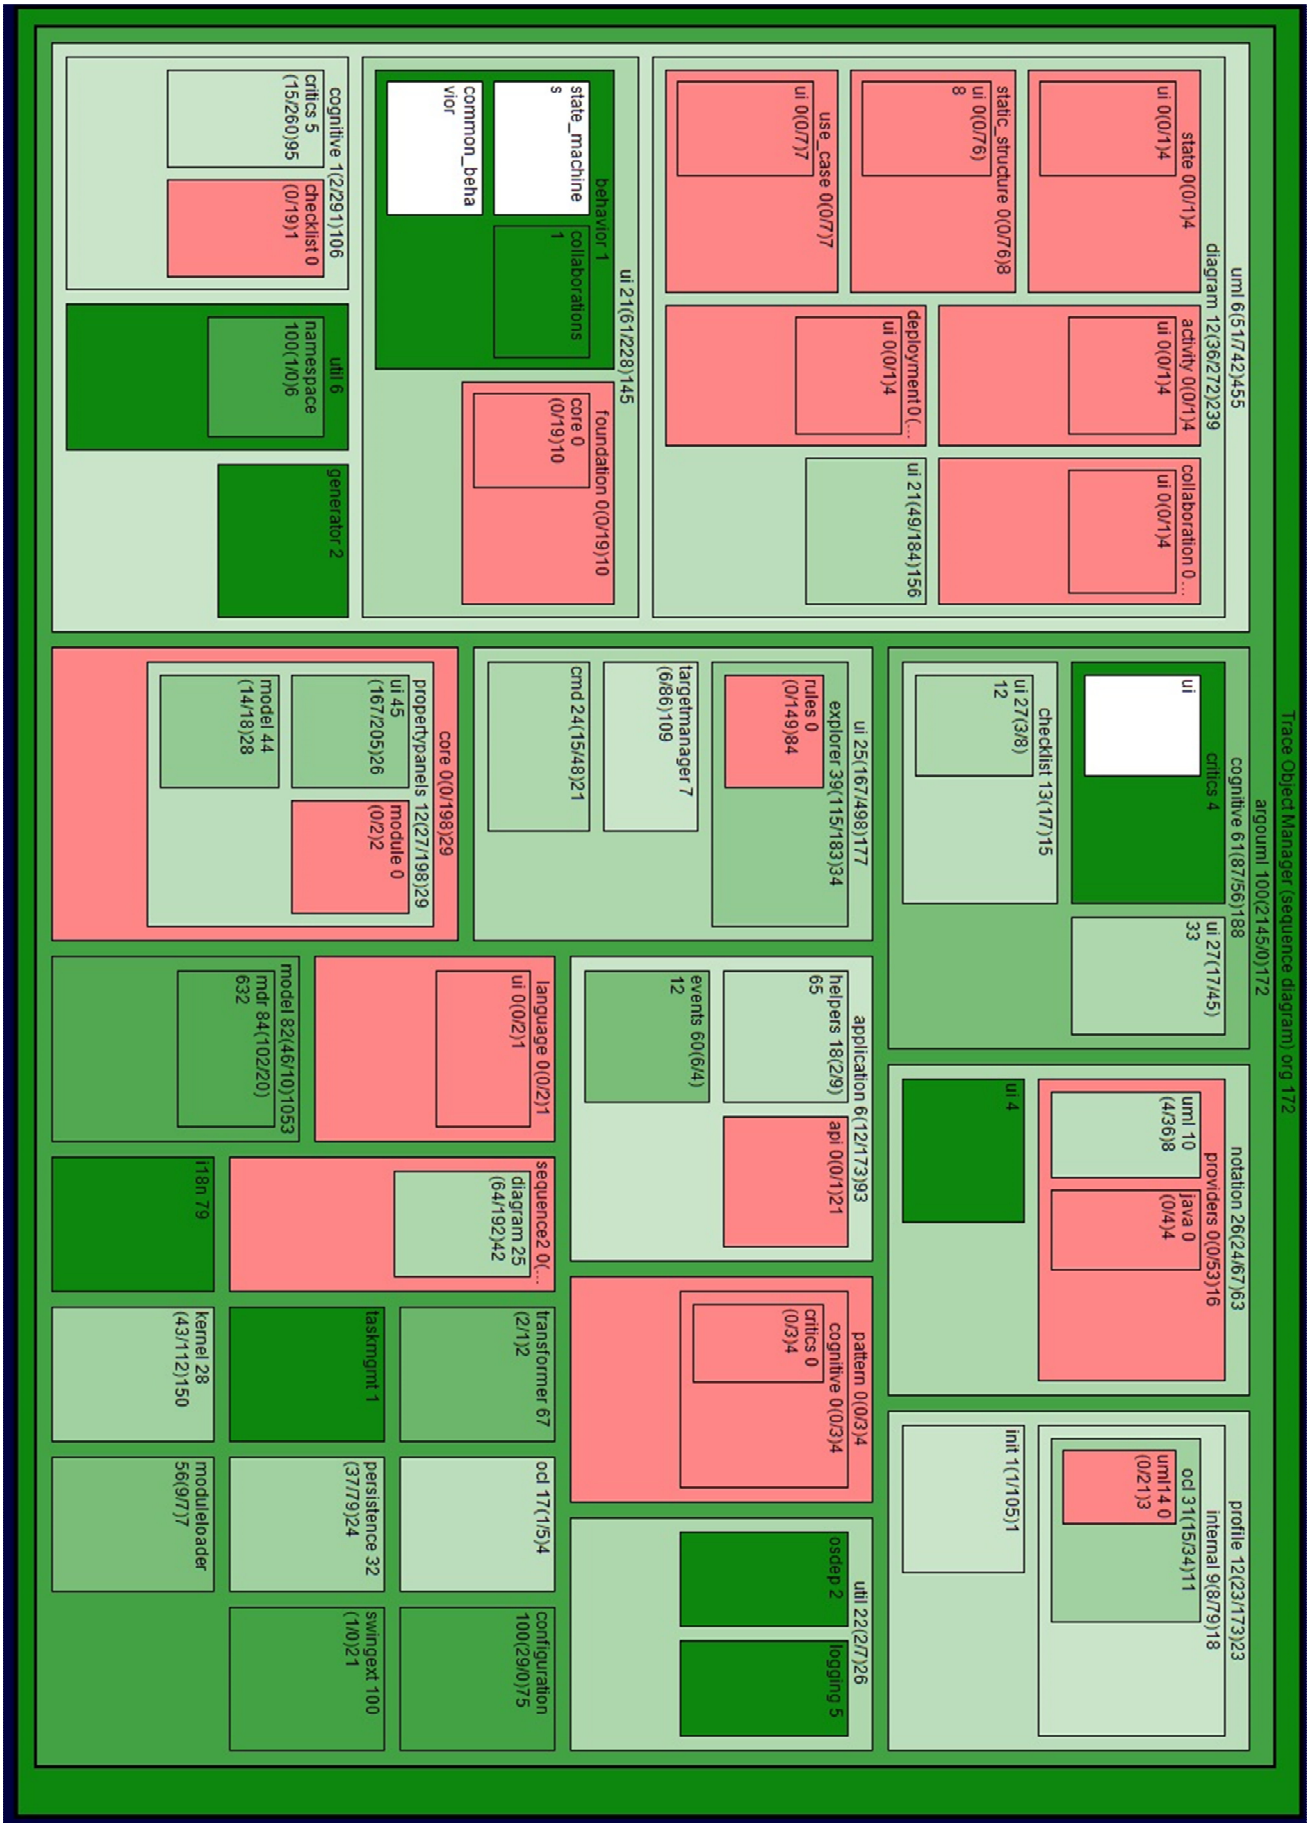 Trace Object Manager (sequence diagram) org 172
argouml 100(2145/0)172
uml 6(51/742)455
diagram 12(36/272)239
state 0(0/1)4
ui 0(0/1)4
activity 0(0/1)4
ui 0(0/1)4
collaboration 0...
ui 0(0/1)4
static_structure 0(0/76)8
ui 0(0/76)
8
deployment 0(...
ui 0(0/1)4
ui 21(49/184)156
use_case 0(0/7)7
ui 0(0/7)7
ui 21(61/228)145
behavior 1
state_machine
s
collaborations
1
common_beha
vior
foundation 0(0/19)10
core 0
(0/19)10
cognitive 1(2/291)106
critics 5
(15/260)95
checklist 0
(0/19)1
util 6
namespace
100(1/0)6
generator 2
cognitive 61(87/56)188
critics 4
ui
ui 27(17/45)
33
checklist 13(1/7)15
ui 27(3/8)
12
notation 26(24/67)63
providers 0(0/53)16
uml 10
(4/36)8
java 0
(0/4)4
ui 4
profile 12(23/173)23
internal 9(8/79)18
ocl 31(15/34)11
uml14 0
(0/21)3
init 1(1/105)1
ui 25(167/498)177
explorer 39(115/183)34
rules 0
(0/149)84
targetmanager 7
(6/86)109
cmd 24(15/48)21
application 6(12/173)93
helpers 18(2/9)
65
api 0(0/1)21
events 60(6/4)
12
pattern 0(0/3)4
cognitive 0(0/3)4
critics 0
(0/3)4
util 22(2/7)26
osdep 2
logging 5
core 0(0/198)29
propertypanels 12(27/198)29
ui 45
(167/205)26
module 0
(0/2)2
model 44
(14/18)28
language 0(0/2)1
ui 0(0/2)1
sequence2 0(...
diagram 25
(64/192)42
transformer 67
(2/1)2
ocl 17(1/5)4
configuration
100(29/0)75
model 82(46/10)1053
mdr 84(102/20)
632
taskmgmt 1
persistence 32
(37/79)24
swingext 100
(1/0)21
i18n 79
kernel 28
(43/112)150
moduleloader
56(9/7)7